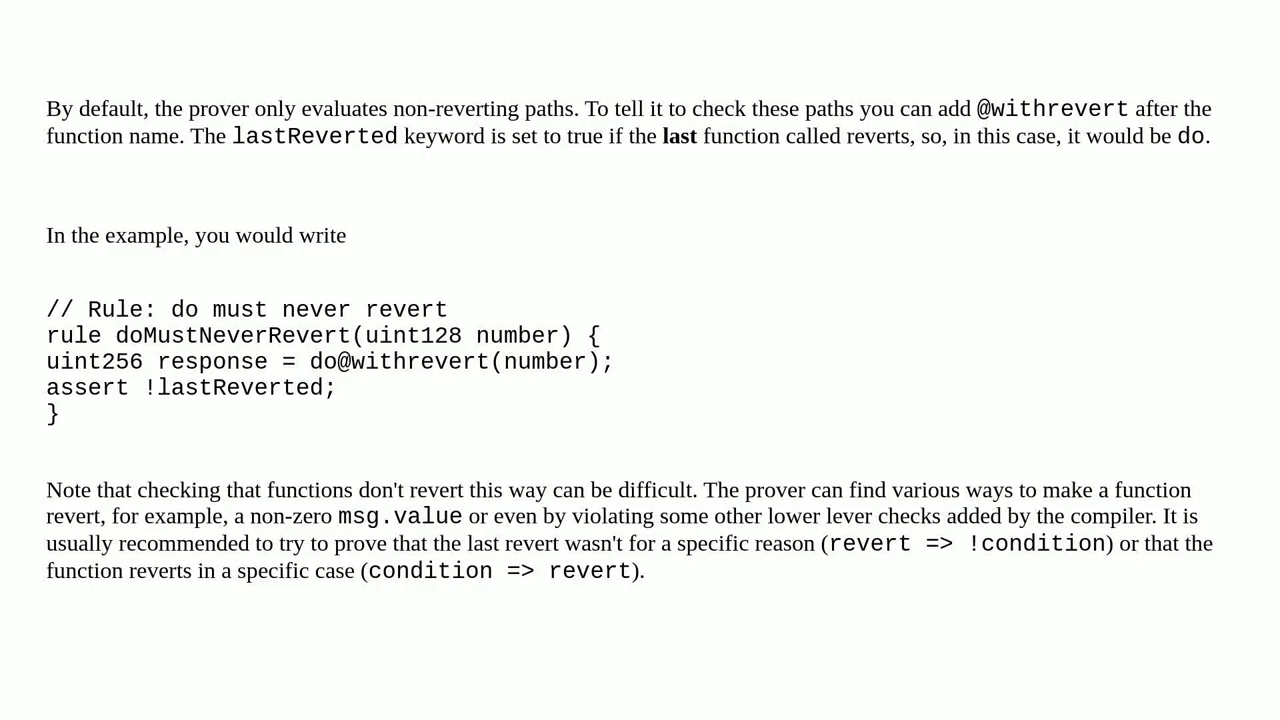 By default, the prover only evaluates non-reverting paths. To tell it to check these paths you can add @withrevert after the
function name. The lastReverted keyword is set to true if the last function called reverts, so, in this case, it would be do.
In the example, you would write
// Rule: do must never revert
rule doMustNeverRevert(uint128 number) {
uint256 response = do@withrevert(number);
assert !lastReverted;
}
Note that checking that functions don't revert this way can be difficult. The prover can find various ways to make a function
revert, for example, a non-zero msg.value or even by violating some other lower lever checks added by the compiler. It is
usually recommended to try to prove that the last revert wasn't for a specific reason (revert => !condition) or that the
function reverts in a specific case (condition => revert).